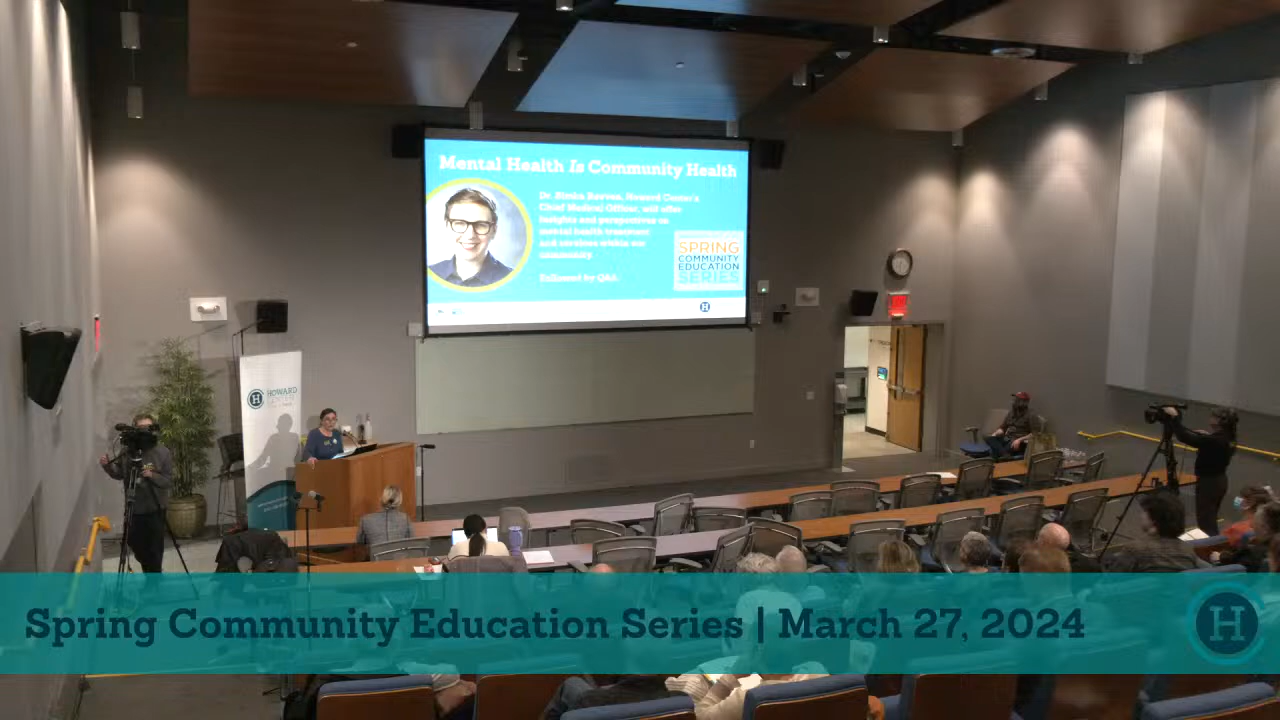 Mental Health Is Community Health
Dr. Howard Center's
Chief Medical Officer, will offer
insights and perspectives on
mental health treatment
and services within our
community.
Followed by Q&A
SPRING
COMMUNITY
EDUCATION
SERIES
H
H HOWARD
Spring Community Education Series | March 27, 2024
H